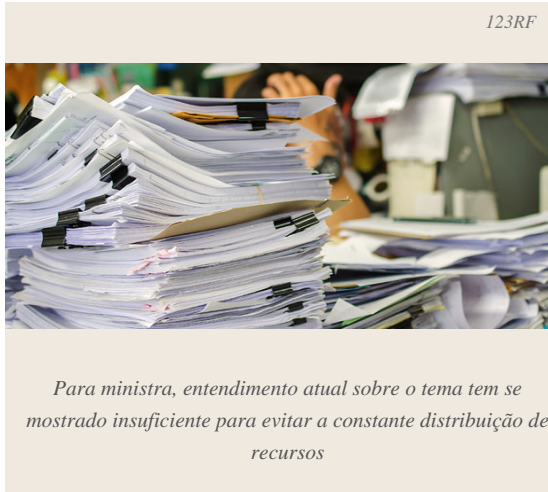 123RF
Para ministra, entendimento atual sobre o tema tem se
mostrado insuficiente para evitar a constante distribuição de
recursos